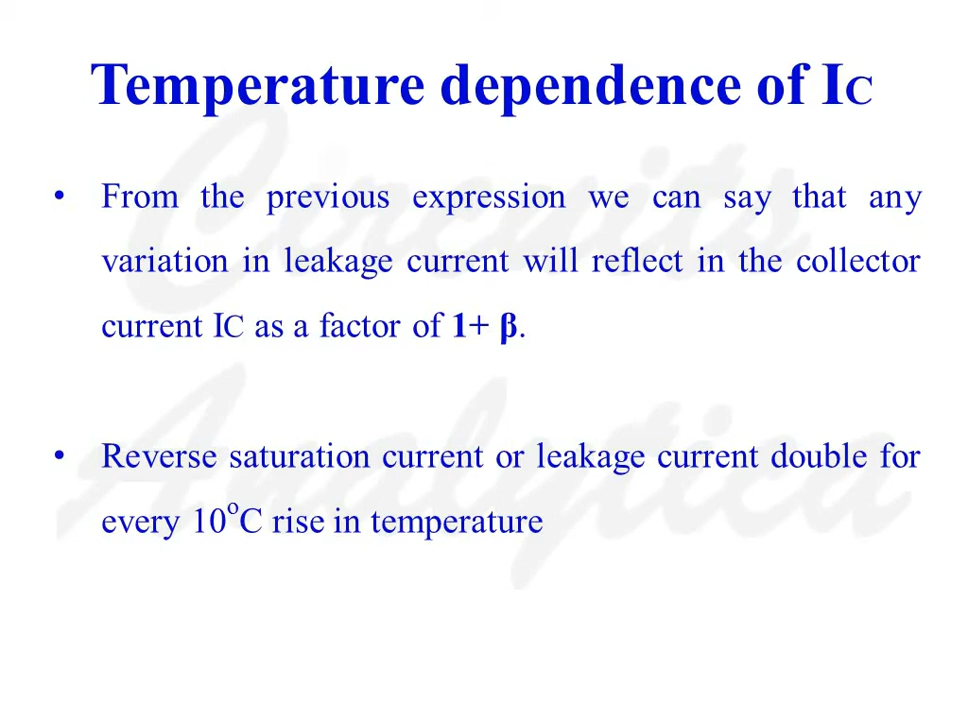 Temperature dependence of IC
• From the previous expression we can say that any
variation in leakage current will reflect in the collector
current IC as a factor of 1+ β.
• Reverse saturation current or leakage current double for
every 10°C rise in temperature
Circuits
Analytica